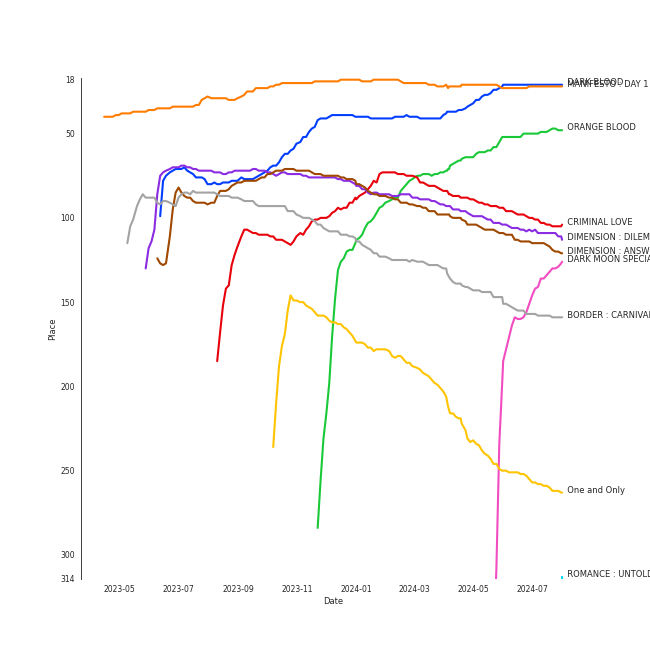 18
50
100
150
200
250
300
314
Place
2023-05
2023-07
2023-09
2023-11
2024-01
2024-03
2024-05
2024-07
Date
DARK BLOOD
MANIFESTO : DAY 1
ORANGE BLOOD
CRIMINAL LOVE
DIMENSION : DILEM
DIMENSION : ANSW
DARK MOON SPECIA
BORDER : CARNIVA
One and Only
ROMANCE : UNTOLD